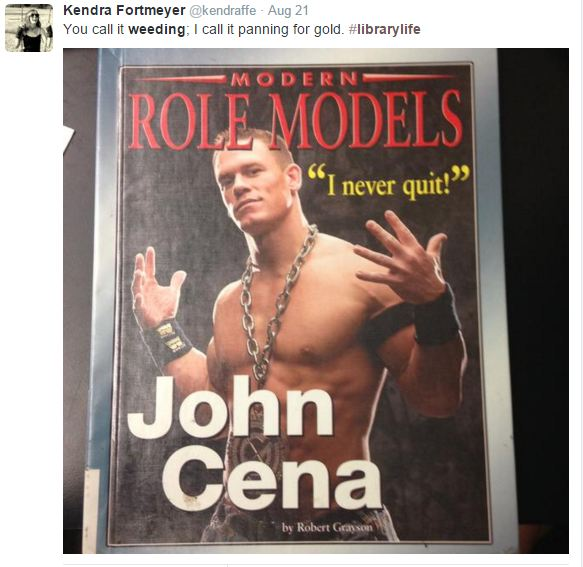 Kendra Fortmeyer @kendraffe · Aug 21
You call it weeding; I call it panning for gold. #librarylife
MODERN
ROLE MODELS
“I never quit!”
John
Cena
by Robert Grayson